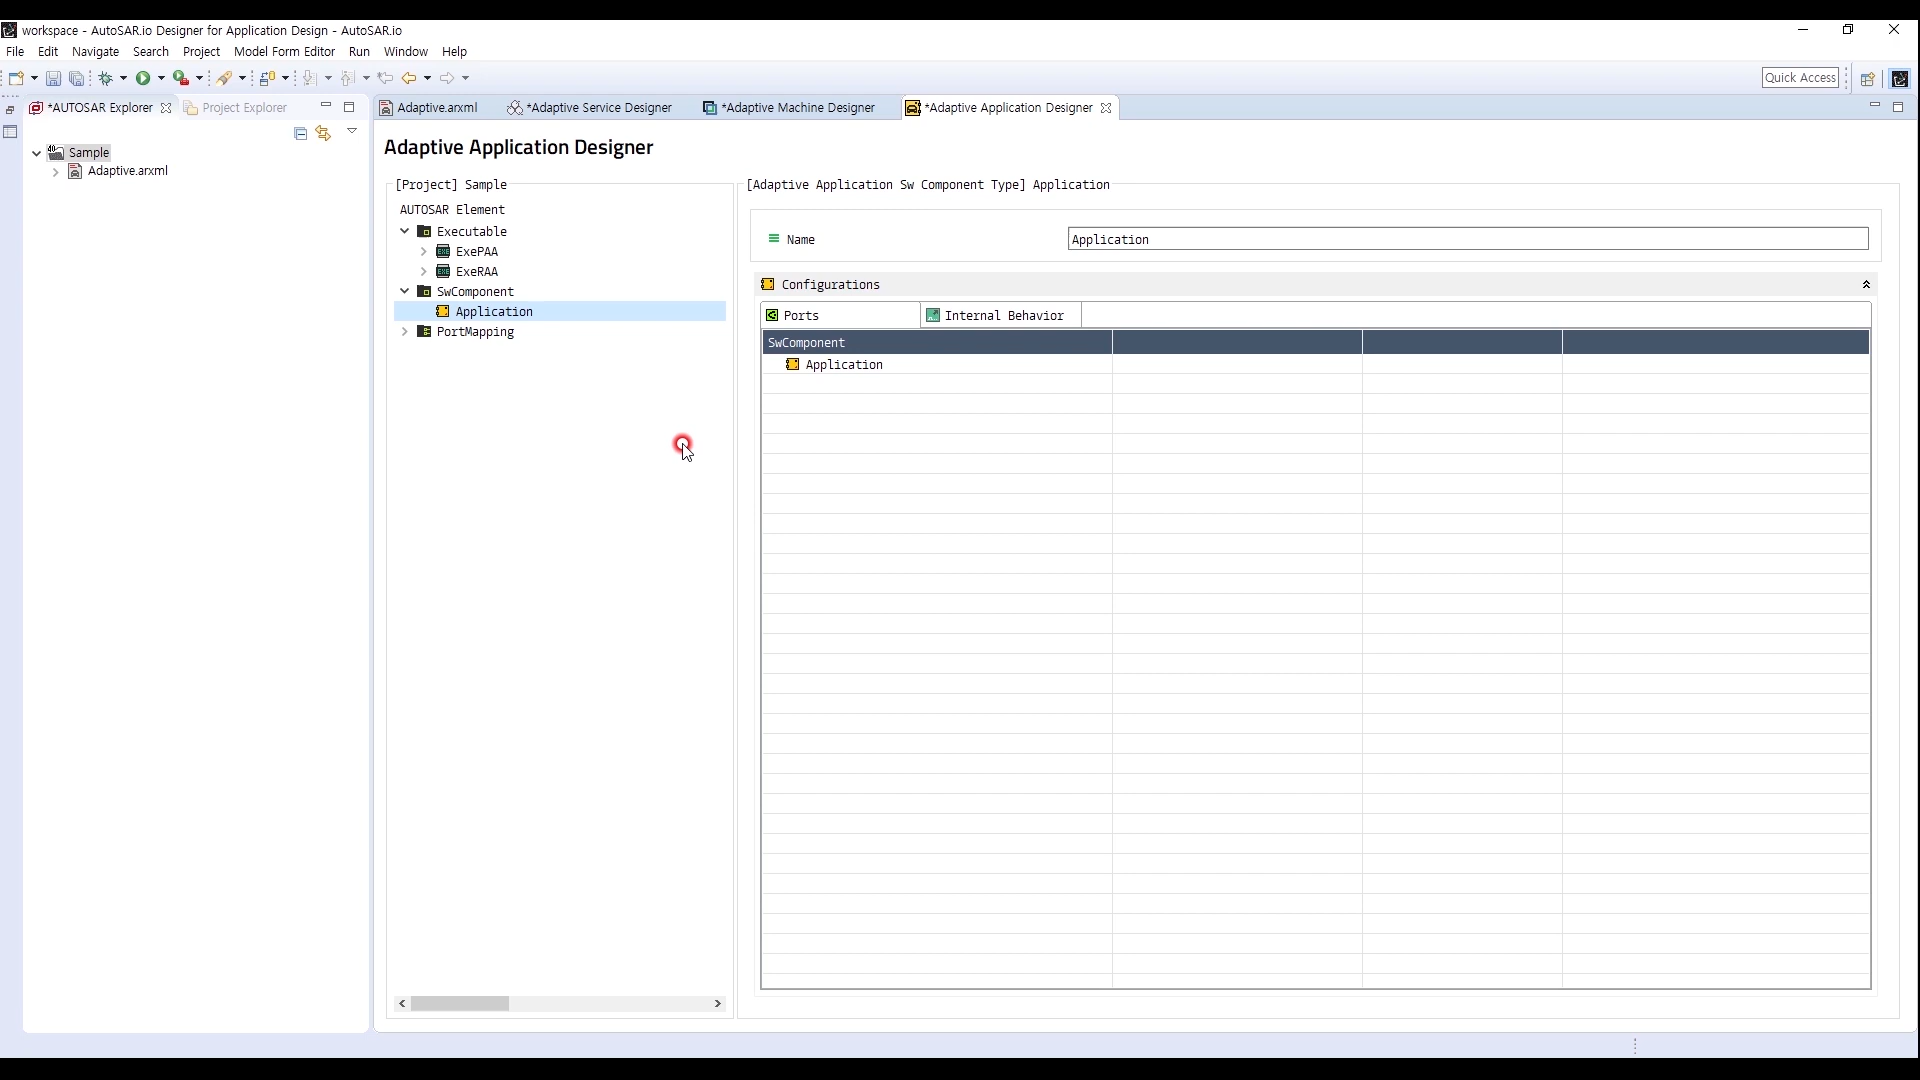 workspace - AutoSAR.io Designer for Application Design - AutoSAR.io
File Edit Navigate Search Project Model Form Editor Run Window Help
Quick Access
*AUTOSAR Explorer Project Explorer
Adaptive.arxml *Adaptive Service Designer *Adaptive Machine Designer *Adaptive Application Designer
Sample
Adaptive.arxml
Adaptive Application Designer
[Project] Sample
AUTOSAR Element
Executable
ExePAA
ExeRAA
SwComponent
Application
PortMapping
[Adaptive Application Sw Component Type] Application
Name Application
Configurations
Ports Internal Behavior
SwComponent
Application